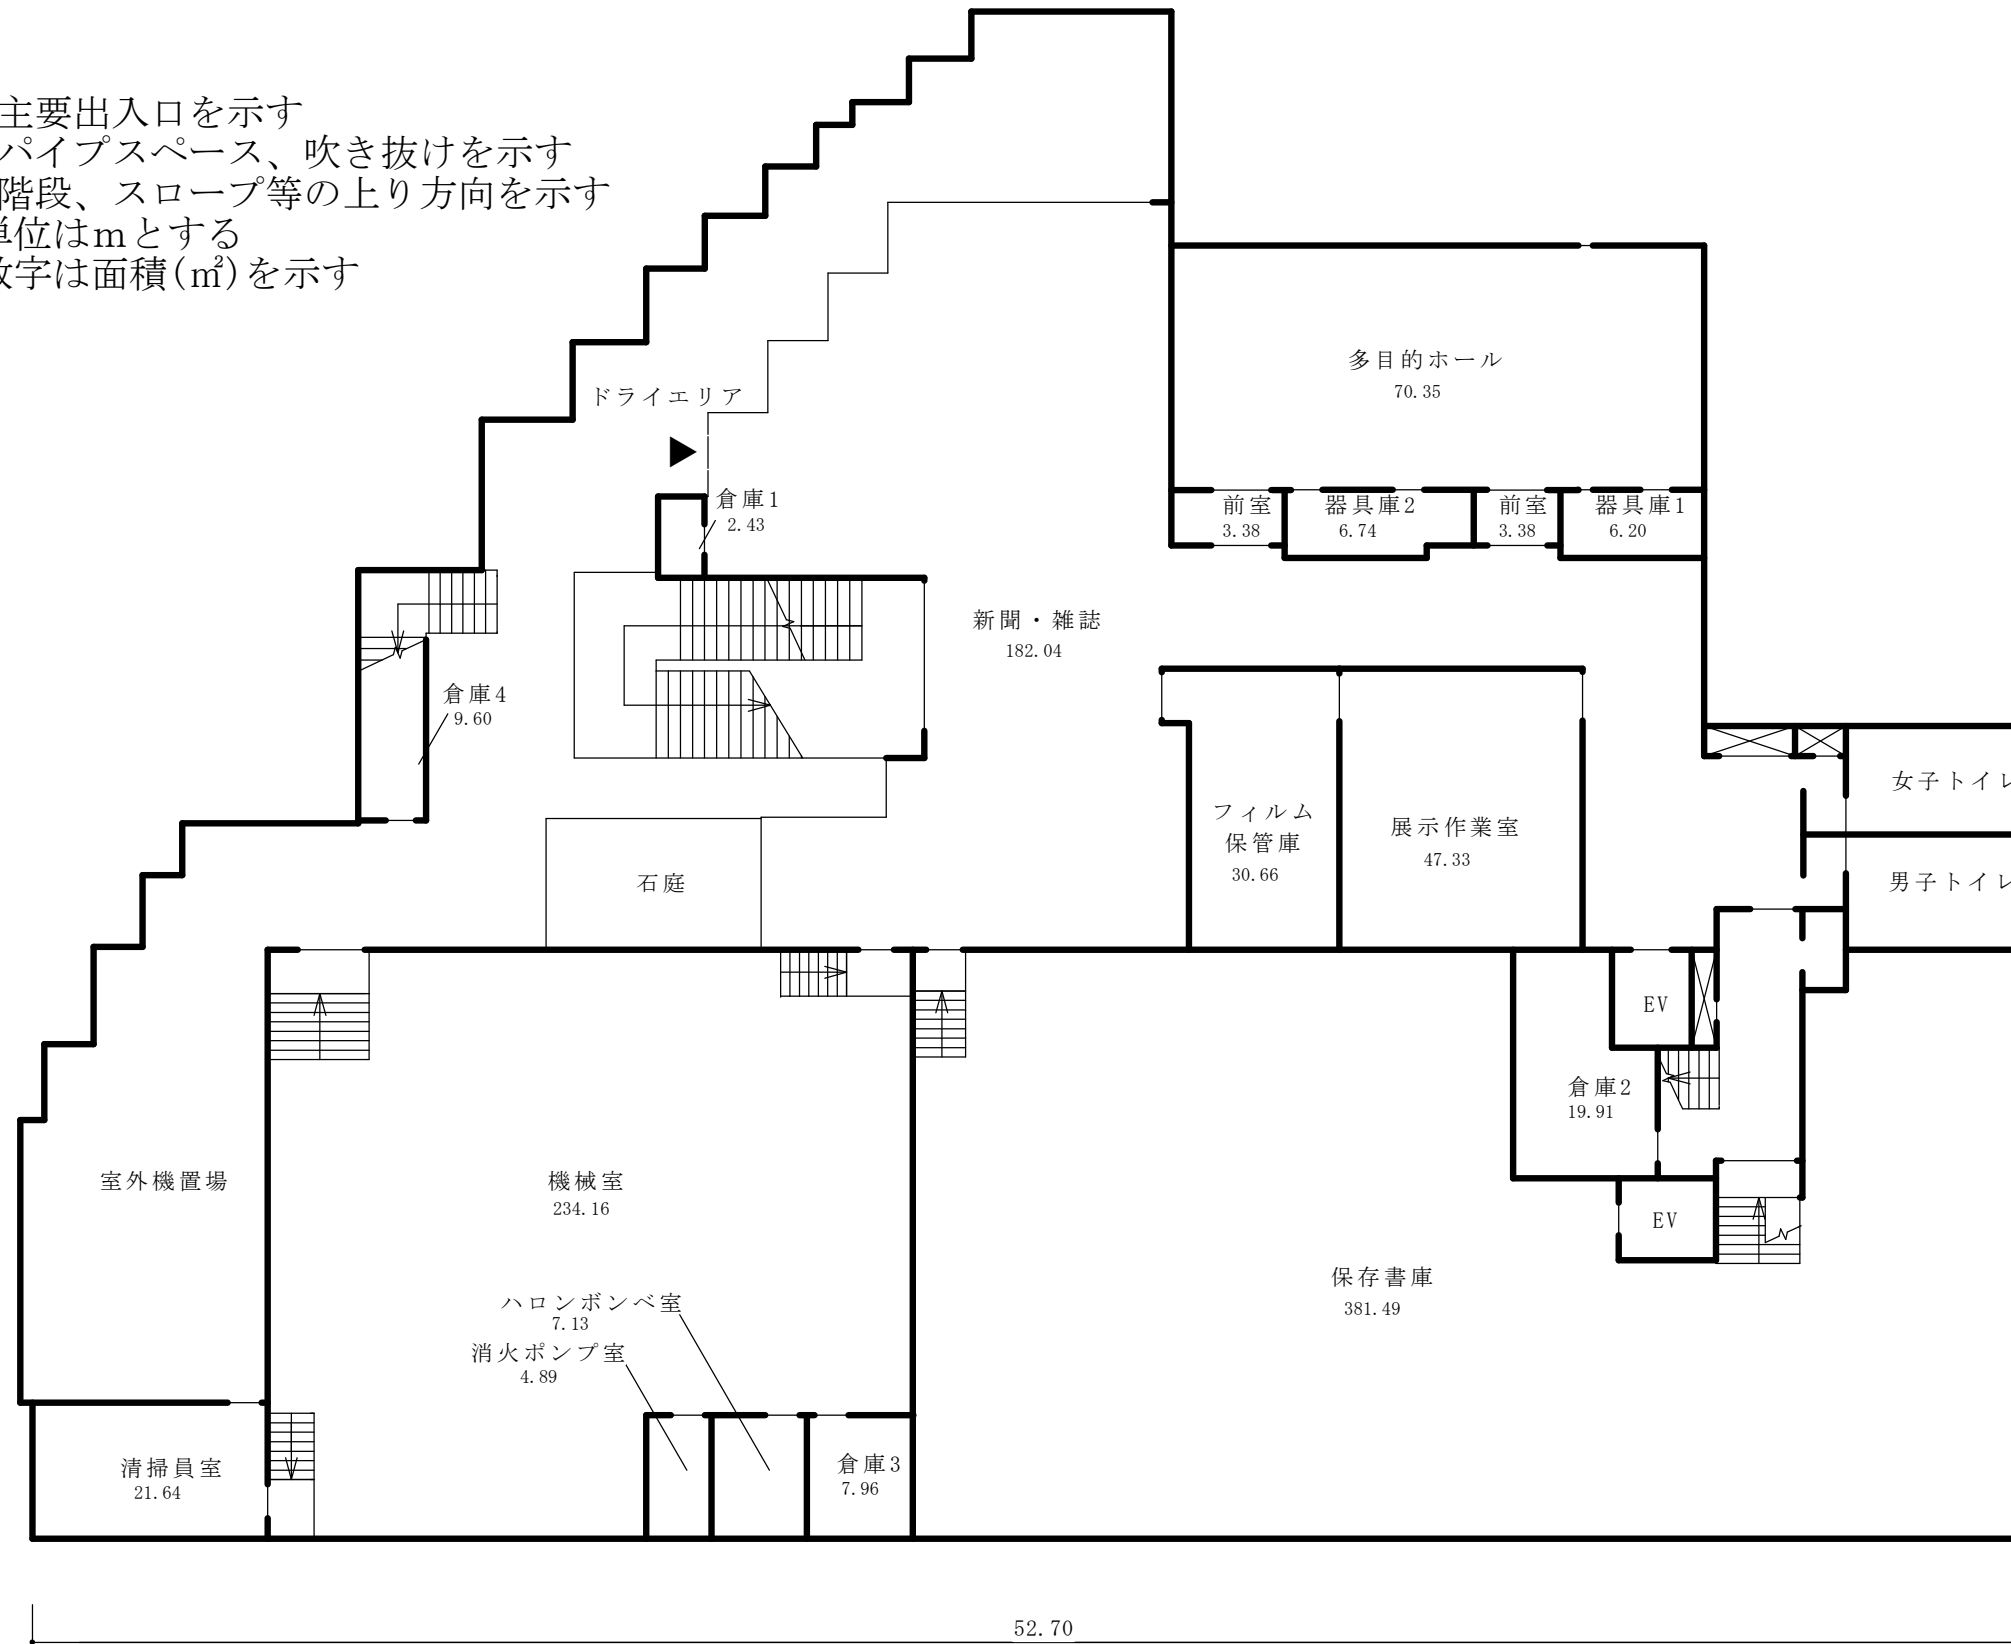 主要出入口を示す
パイプスペース、吹き抜けを示す
階段、スロープ等の上り方向を示す
単位はmとする
数字は面積(㎡)を示す
多目的ホール
70.35
ドライエリア
倉庫1
2.43
前室
3.38
器具庫2
6.74
前室
3.38
器具庫1
6.20
新聞・雑誌
182.04
倉庫4
9.60
フィルム
保管庫
30.66
展示作業室
47.33
女子トイレ
男子トイレ
石庭
EV
倉庫2
19.91
室外機置場
機械室
234.16
EV
保存書庫
381.49
ハロンボンベ室
7.13
消火ポンプ室
4.89
清掃員室
21.64
倉庫3
7.96
52.70